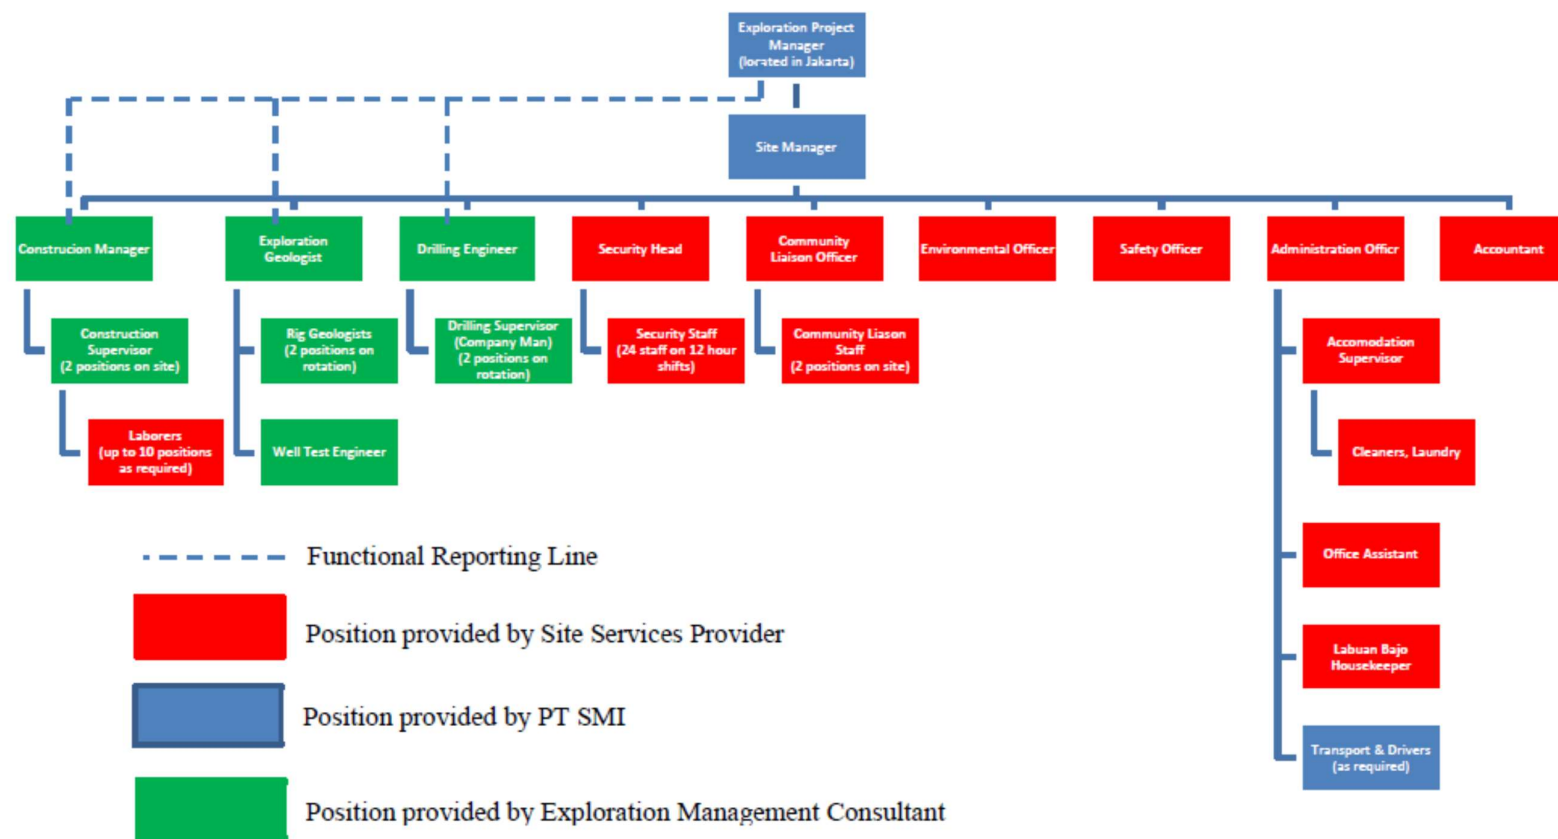 Exploration Project
Manager
(located in Jakarta)
Site Manager
Construcion Manager
Exploration
Geologist
Drilling Engineer
Security Head
Community
Liaison Officer
Environmental Officer
Safety Officer
Administration Officr
Accountant
Construction
Supervisor
(2 positions on site)
Rig Geologists
(2 positions on
rotation)
Drilling Supervisor
(Company Man)
(2 positions on
rotation)
Security Staff
(24 staff on 12 hour
shifts)
Community Liason
Staff
(2 positions on site)
Accomodation
Supervisor
Laborers
(up to 10 positions
as required)
Well Test Engineer
Cleaners, Laundry
Office Assistant
Labuan Bajo
Housekeeper
Transport & Drivers
(as required)
Functional Reporting Line
Position provided by Site Services Provider
Position provided by PT SMI
Position provided by Exploration Management Consultant